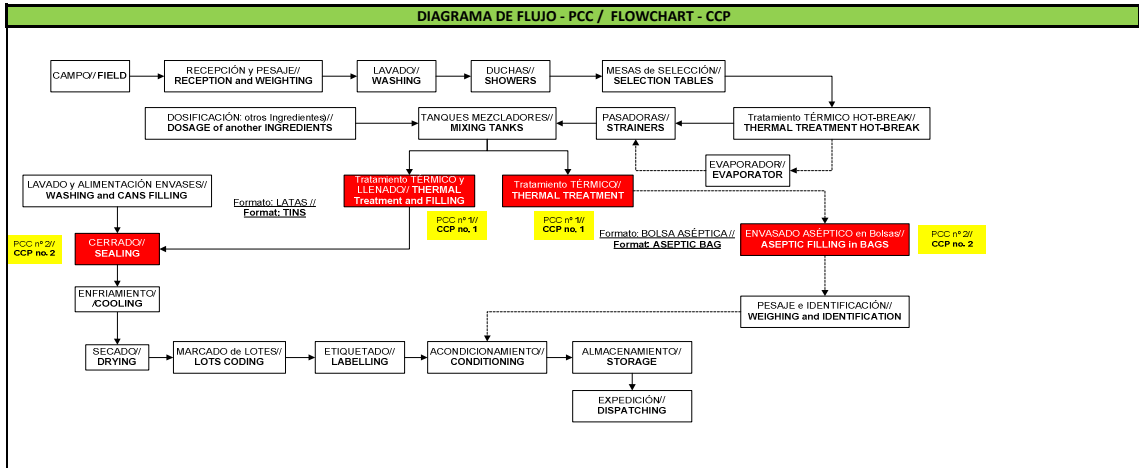 DIAGRAMA DE FLUJO - PCC / FLOWCHART - CCP
CAMPO// FIELD
RECEPCIÓN y PESAJE//
RECEPTION and WEIGHTING
LAVADO//
WASHING
DUCHAS//
SHOWERS
MESAS de SELECCIÓN//
SELECTION TABLES
DOSIFICACIÓN: otros Ingredientes)//
DOSAGE of another INGREDIENTS
TANQUES MEZCLADORES//
MIXING TANKS
PASADORAS//
STRAINERS
Tratamiento TÉRMICO HOT-BREAK//
THERMAL TREATMENT HOT-BREAK
EVAPORADOR//
EVAPORATOR
LAVADO y ALIMENTACIÓN ENVASES//
WASHING and CANS FILLING
Formato: LATAS //
Format: TINS
Tratamiento TÉRMICO y
LLENADO// THERMAL
Treatment and FILLING
Tratamiento TÉRMICO//
THERMAL TREATMENT
PCC nº 1//
CCP no, 1
PCC nº 1//
CCP no, 1
PCC nº 2//
CCP no. 2
CERRADO//
SEALING
Formato: BOLSA ASÉPTICA //
Format: ASEPTIC BAG
ENVASADO ASÉPTICO en Bolsas//
ASEPTIC FILLING in BAGS
PCC nº 2//
CCP no. 2
ENFRIAMIENTO/
/COOLING
PESAJE e IDENTIFICACIÓN//
WEIGHING and IDENTIFICATION
SECADO//
DRYING
MARCADO de LOTES//
LOTS CODING
ETIQUETADO//
LABELLING
ACONDICIONAMIENTO//
CONDITIONING
ALMACENAMIENTO//
STORAGE
EXPEDICIÓN//
DISPATCHING